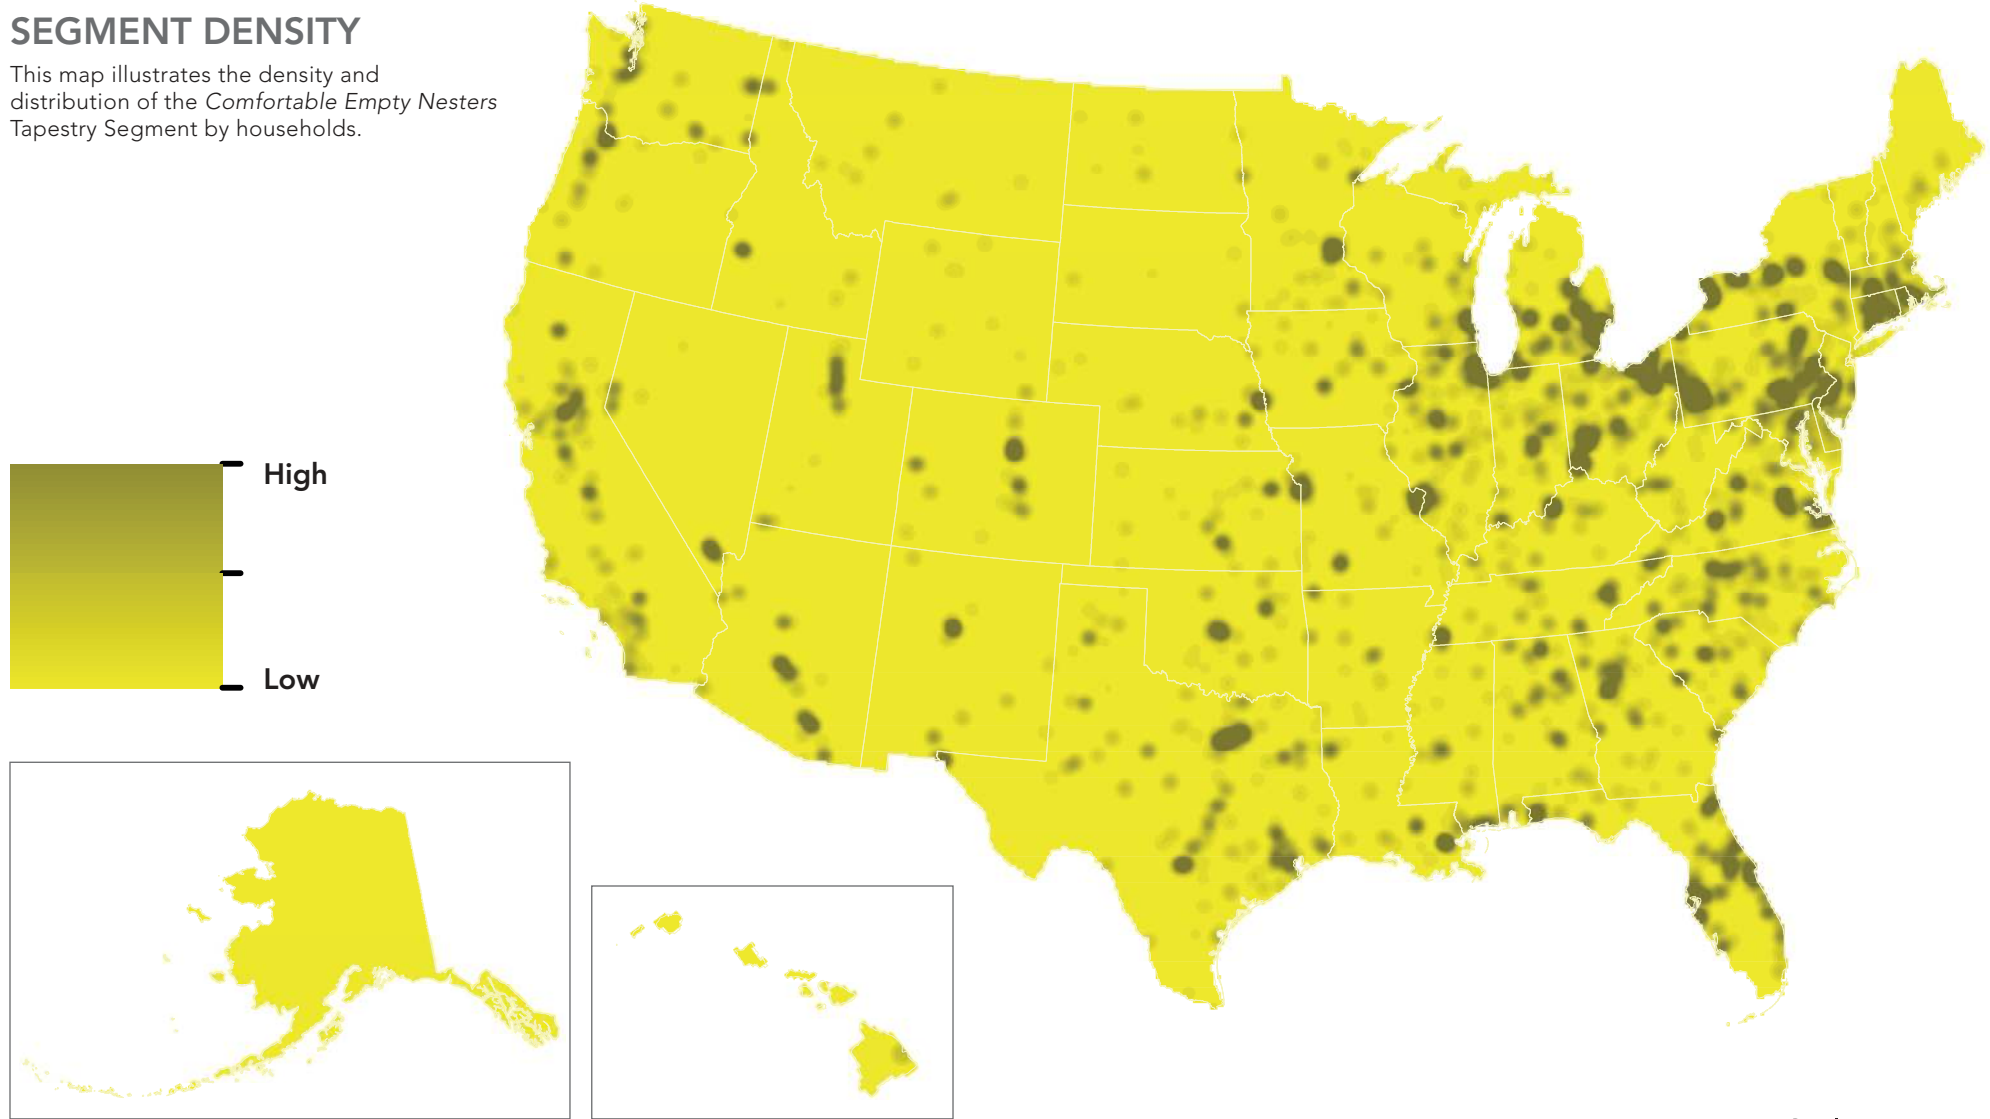 SEGMENT DENSITY
This map illustrates the density and
distribution of the Comfortable Empty Nesters
Tapestry Segment by households.
High
Low